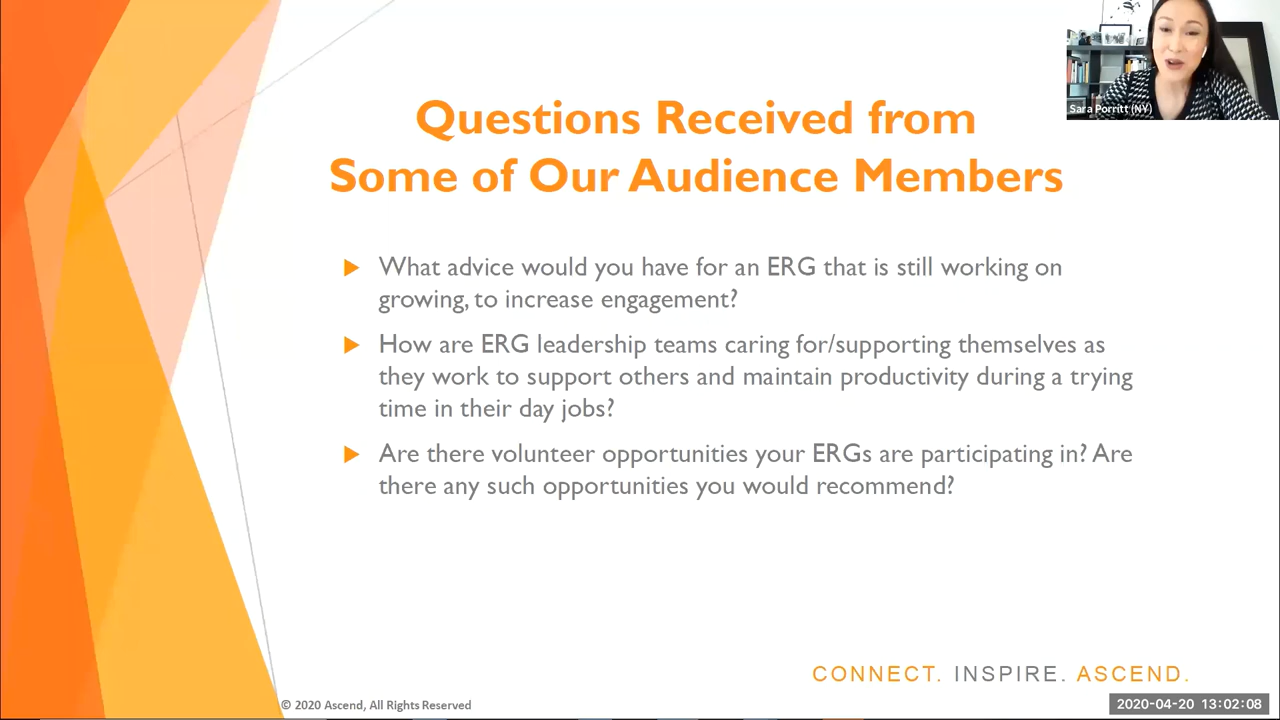 Sara Porritt (NY)
Questions Received from
Some of Our Audience Members
What advice would you have for an ERG that is still working on
growing, to increase engagement?
How are ERG leadership teams caring for/supporting themselves as
they work to support others and maintain productivity during a trying
time in their day jobs?
Are there volunteer opportunities your ERGs are participating in? Are
there any such opportunities you would recommend?
CONNECT. INSPIRE. ASCEND.
© 2020 Ascend, All Rights Reserved
2020-04-20 13:02:08